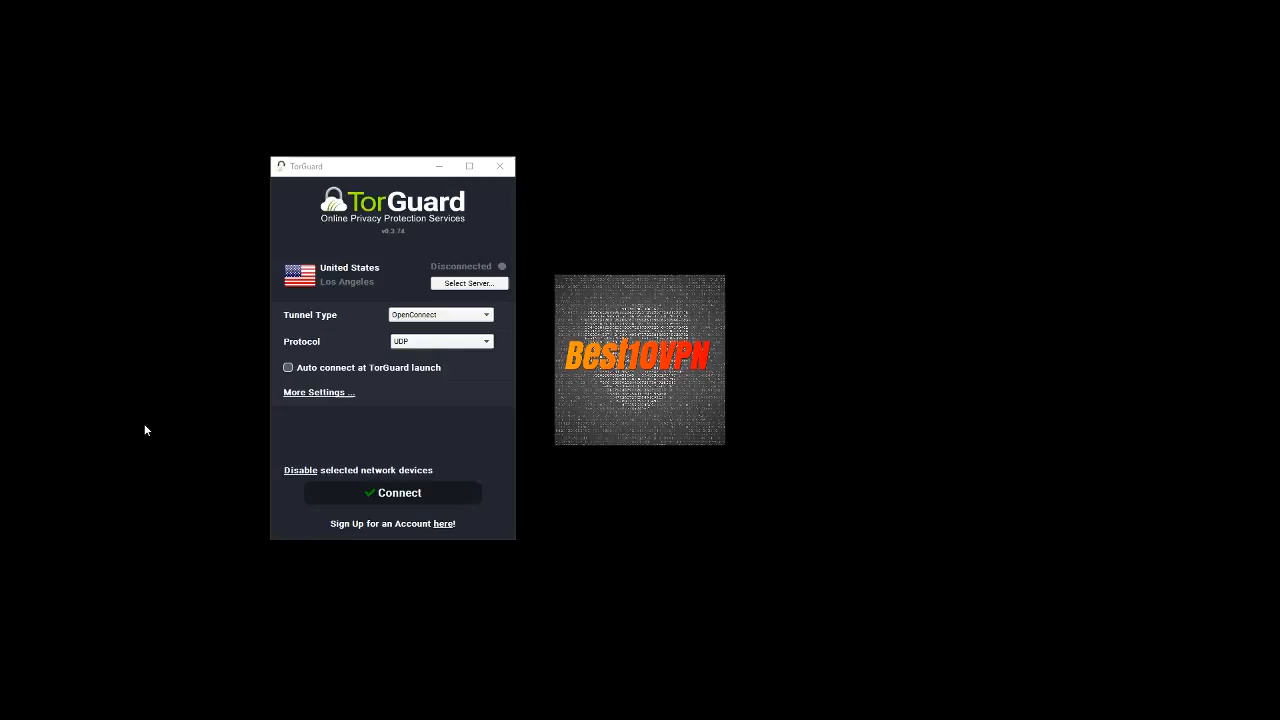 TorGuard
TorGuard
Online Privacy Protection Services
v0.3.74
United States
Disconnected
Los Angeles
Select Server...
Tunnel Type
OpenConnect
Protocol
UDP
Auto connect at TorGuard launch
More Settings ...
Disable selected network devices
Connect
Sign Up for an Account here!
Best10VPN